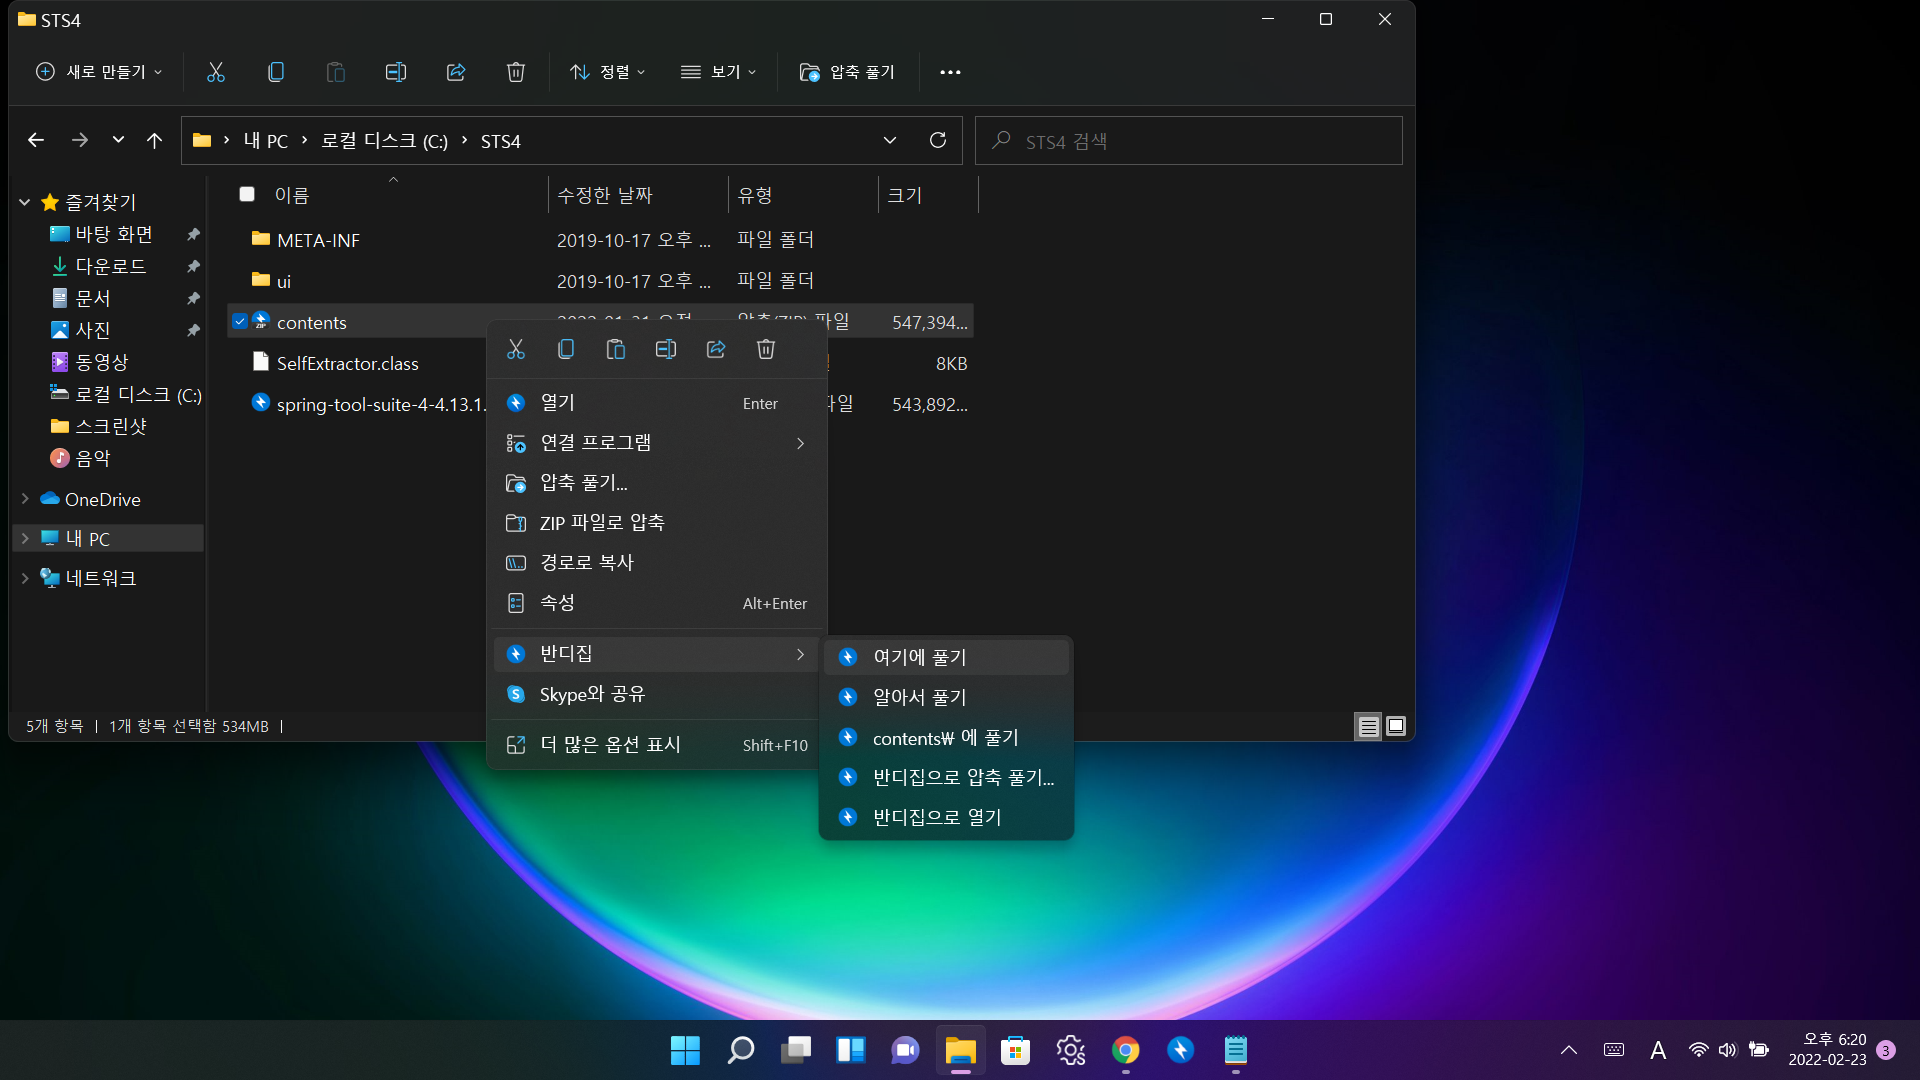 STS4
새로 만들기
정렬
보기
압축 풀기
내 PC
로컬 디스크 (C:)
STS4
STS4 검색
이름
수정한 날짜
유형
크기
META-INF
2019-10-17 오후 ...
파일 폴더
ui
2019-10-17 오후 ...
파일 폴더
contents
547,394...
SelfExtractor.class
8KB
spring-tool-suite-4-4.13.1.
543,892...
즐겨찾기
바탕 화면
다운로드
문서
사진
동영상
로컬 디스크 (C:)
스크린샷
음악
OneDrive
내 PC
네트워크
열기
Enter
연결 프로그램
압축 풀기...
ZIP 파일로 압축
경로로 복사
속성
Alt+Enter
반디집
Skype와 공유
더 많은 옵션 표시
Shift+F10
여기에 풀기
알아서 풀기
contents₩ 에 풀기
반디집으로 압축 풀기...
반디집으로 열기
5개 항목
1개 항목 선택함 534MB
A
오후 6:20
2022-02-23
3